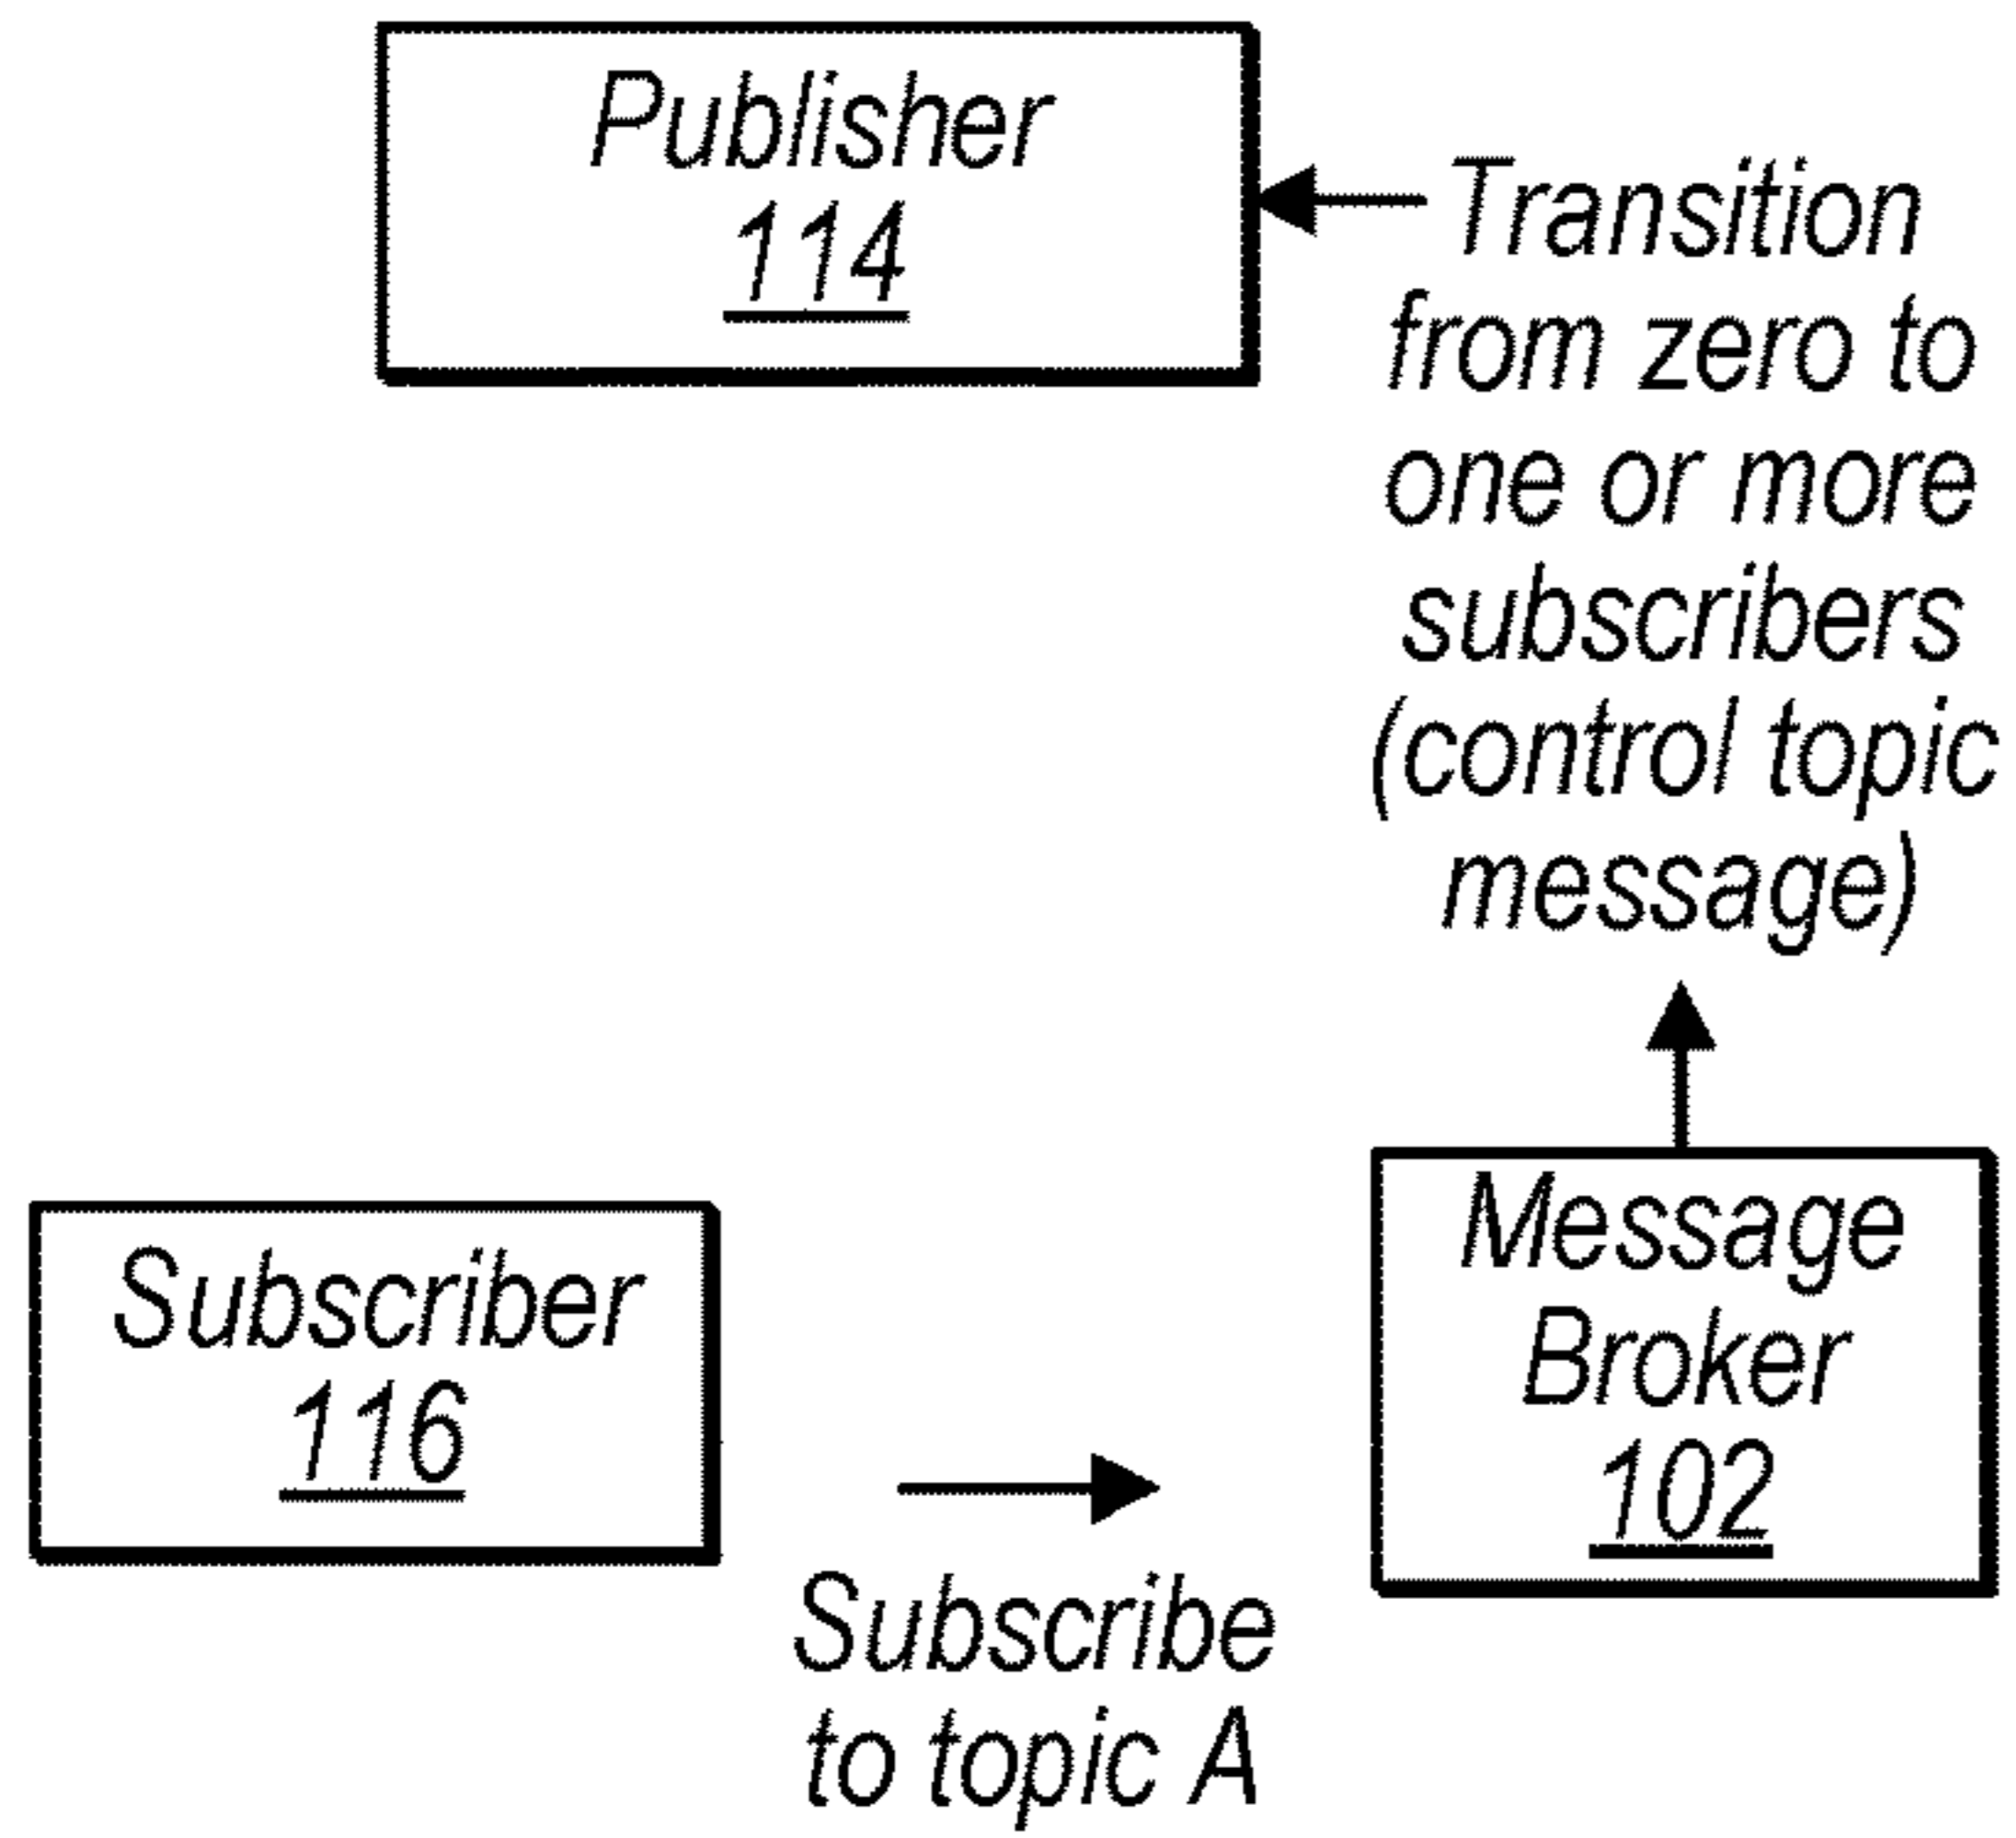 Publisher
114
Transition
from zero to
one or more
subscribers
(control topic
message)
Subscriber
116
Subscribe
to topic A
Message
Broker
102